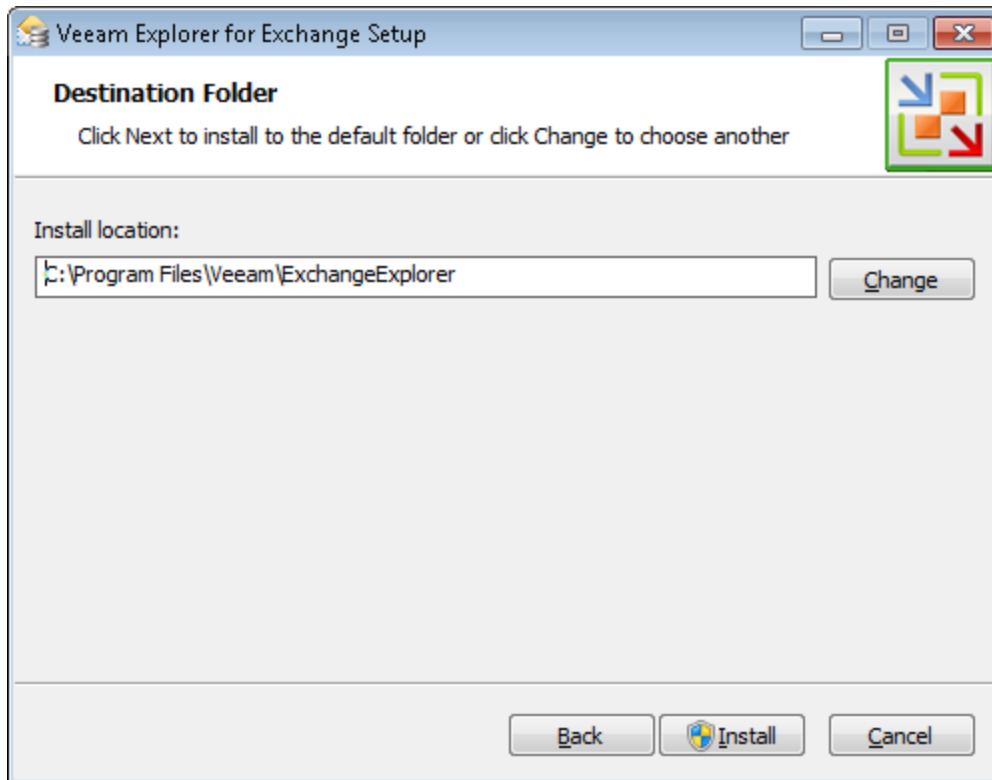 Veeam Explorer for Exchange Setup
Destination Folder
Click Next to install to the default folder or click Change to choose another
Install location:
C:\Program Files\Veeam\ExchangeExplorer
Change
Back
Install
Cancel